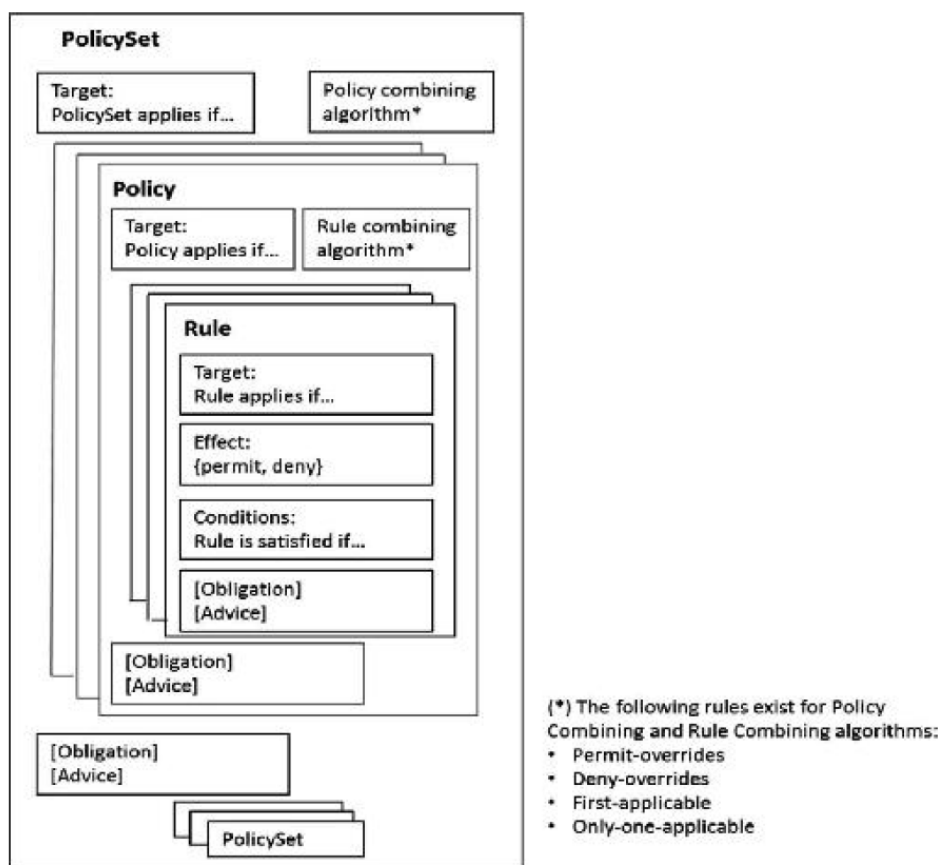 PolicySet
Target:
PolicySet applies if...
Policy combining
algorithm*
Policy
Target:
Policy applies if...
Rule combining
algorithm*
Rule
Target:
Rule applies if...
Effect:
{permit, deny}
Conditions:
Rule is satisfied if...
[Obligation]
[Advice]
[Obligation]
[Advice]
[Obligation]
[Advice]
PolicySet
(*) The following rules exist for Policy
Combining and Rule Combining algorithms:
• Permit-overrides
• Deny-overrides
• First-applicable
• Only-one-applicable